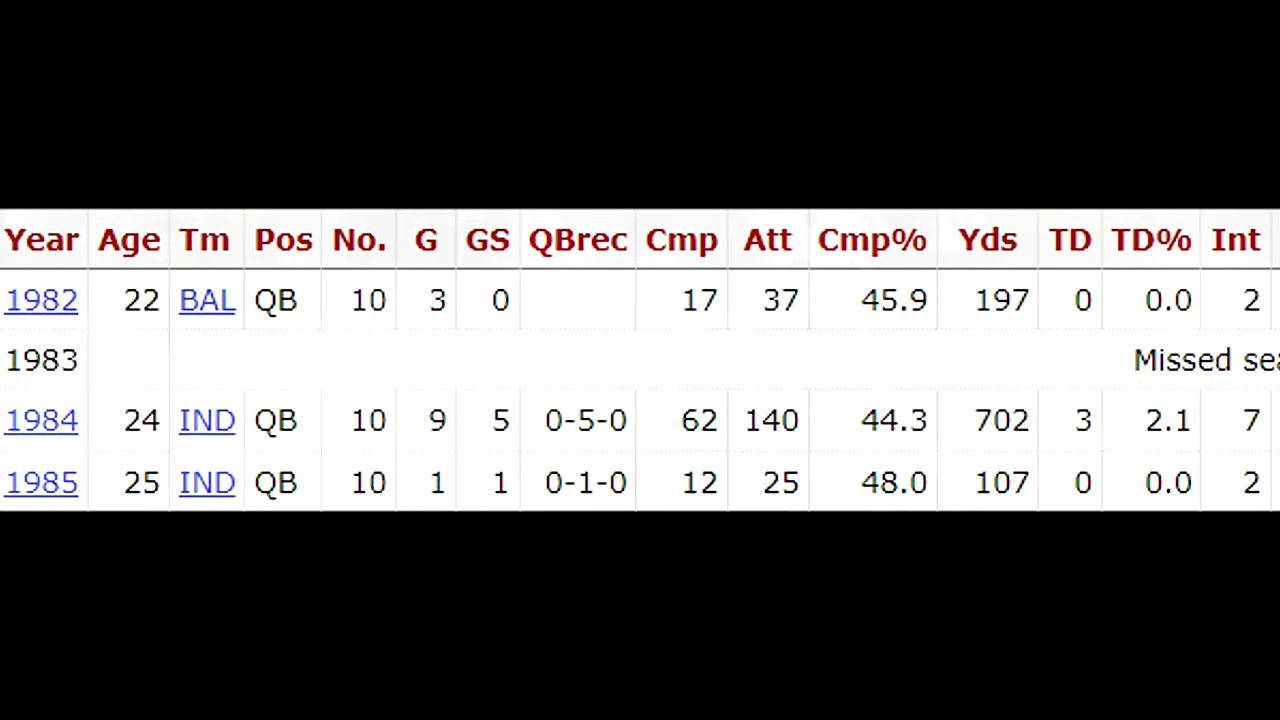 Year Age Tm Pos No. G GS QBrec Cmp Att Cmp% Yds TD TD% Int
1982 22 BAL QB 10 3 0 17 37 45.9 197 0 0.0 2
1983 Missed
1984 24 IND QB 10 9 5 0-5-0 62 140 44.3 702 3 2.1 7
1985 25 IND QB 10 1 1 0-1-0 12 25 48.0 107 0 0.0 2